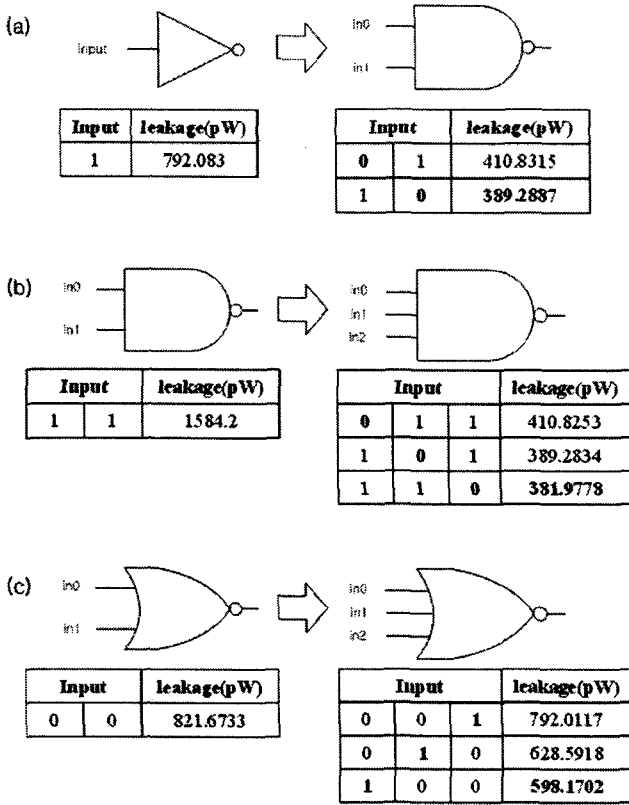 (a)
Input
in0
in1
Input leakage(pW)
1 792.083
Input leakage(pW)
0 1 410.8315
1 0 389.2887
(b)
in0
in1
in0
in1
in2
Input leakage(pW)
1 1 1584.2
Input leakage(pW)
0 1 1 410.8253
1 0 1 389.2834
1 1 0 381.9778
(c)
in0
in1
in0
in1
in2
Input leakage(pW)
0 0 821.6733
Input leakage(pW)
0 0 1 792.0117
0 1 0 628.5918
1 0 0 598.1702